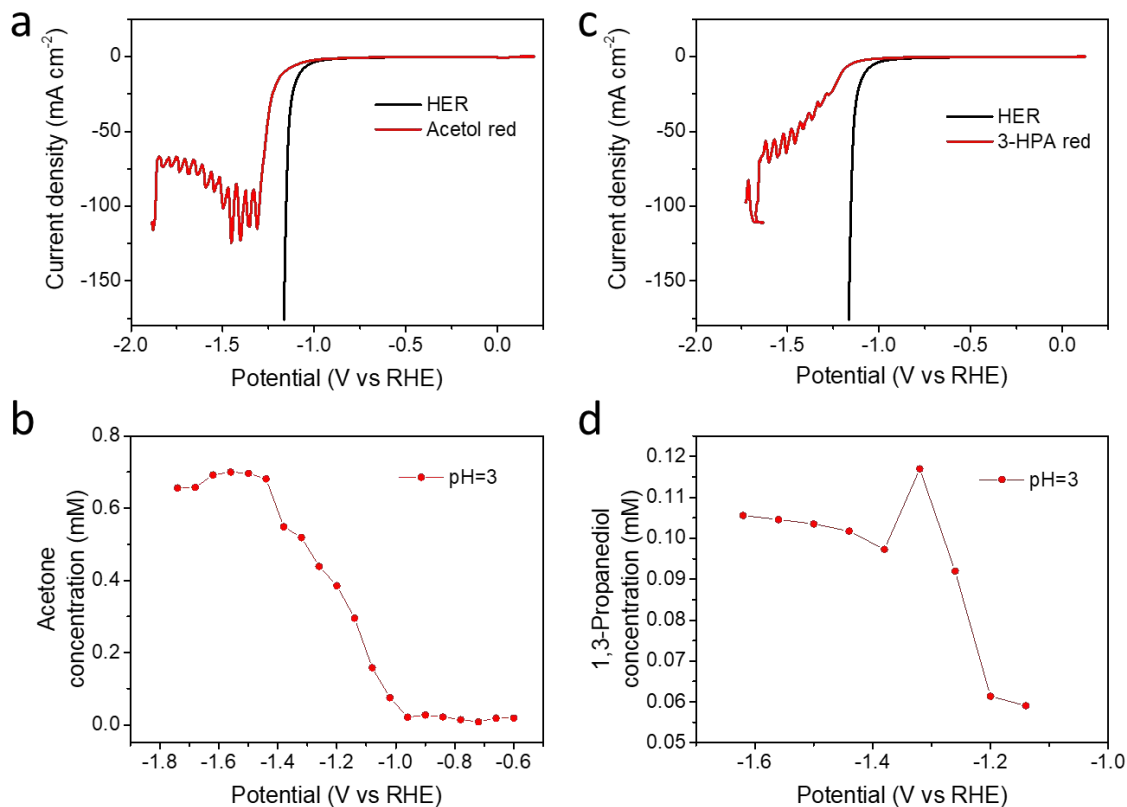 a
Current density (mA cm⁻²)
0
-50
-100
-150
HER
Acetol red
-2.0
-1.5
-1.0
-0.5
0.0
Potential (V vs RHE)
c
Current density (mA cm⁻²)
0
-50
-100
-150
HER
3-HPA red
-2.0
-1.5
-1.0
-0.5
0.0
Potential (V vs RHE)
b
Acetone
concentration (mM)
0.8
0.6
0.4
0.2
0.0
pH=3
-1.8
-1.6
-1.4
-1.2
-1.0
-0.8
-0.6
Potential (V vs RHE)
d
1,3-Propanediol
concentration (mM)
0.12
0.11
0.10
0.09
0.08
0.07
0.06
0.05
pH=3
-1.6
-1.4
-1.2
-1.0
Potential (V vs RHE)